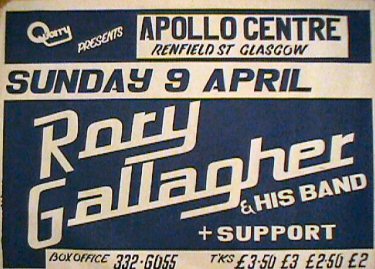 Quarry
PRESENTS
APOLLO CENTRE
RENFIELD ST GLASGOW
SUNDAY 9 APRIL
Rory
Gallagher
& HIS BAND
+ SUPPORT
BOX OFFICE 332·6055 TKS £3·50 £3 £2·50 £2